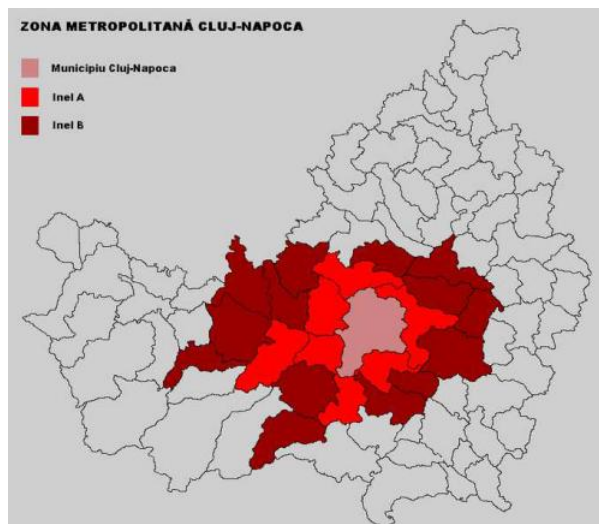 ZONA METROPOLITANĂ CLUJ-NAPOCA
Municipiu Cluj-Napoca
Inel A
Inel B